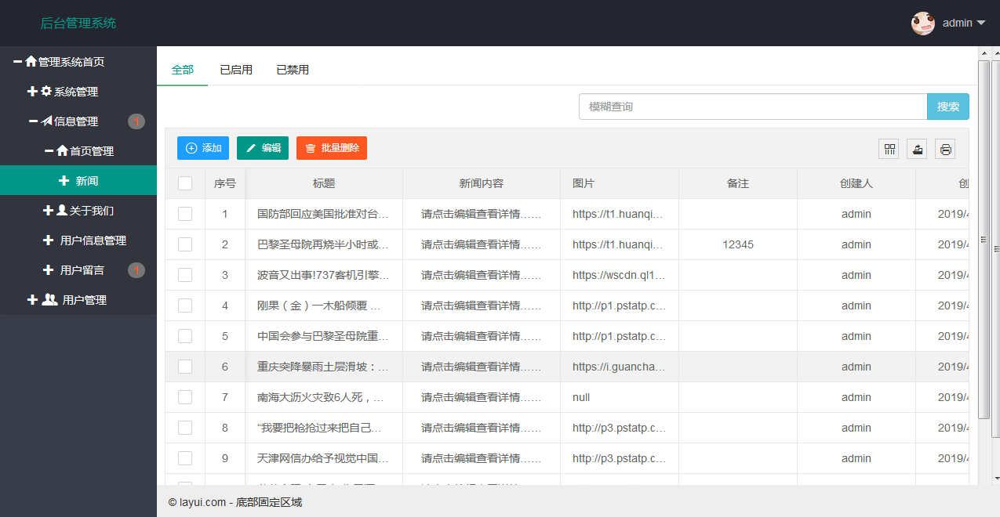 后台管理系统
admin
管理系统首页
系统管理
信息管理 1
首页管理
新闻
关于我们
用户信息管理
用户留言 1
用户管理
全部 已启用 已禁用
模糊查询 搜索
添加 编辑 批量删除
序号 标题 新闻内容 图片 备注 创建人 创
1 国防部回应美国批准对台... 请点击编辑查看详情...... https://t1.huanqi... admin 2019/4
2 巴黎圣母院再烧半小时或... 请点击编辑查看详情...... https://t1.huanqi... 12345 admin 2019/4
3 波音又出事!737客机引擎... 请点击编辑查看详情...... https://wscdn.ql1... admin 2019/4
4 刚果（金）一木船倾覆 ... 请点击编辑查看详情...... http://p1.pstatp.c... admin 2019/4
5 中国会参与巴黎圣母院重... 请点击编辑查看详情...... http://p1.pstatp.c... admin 2019/4
6 重庆突降暴雨土层滑坡：... 请点击编辑查看详情...... https://i.guancha... admin 2019/4
7 南海大沥火灾致6人死，... 请点击编辑查看详情...... null admin 2019/4
8 “我要把枪抢过来把自己... 请点击编辑查看详情...... http://p3.pstatp.c... admin 2019/4
9 天津网信办给予视觉中国... 请点击编辑查看详情...... http://p3.pstatp.c... admin 2019/4
© layui.com - 底部固定区域